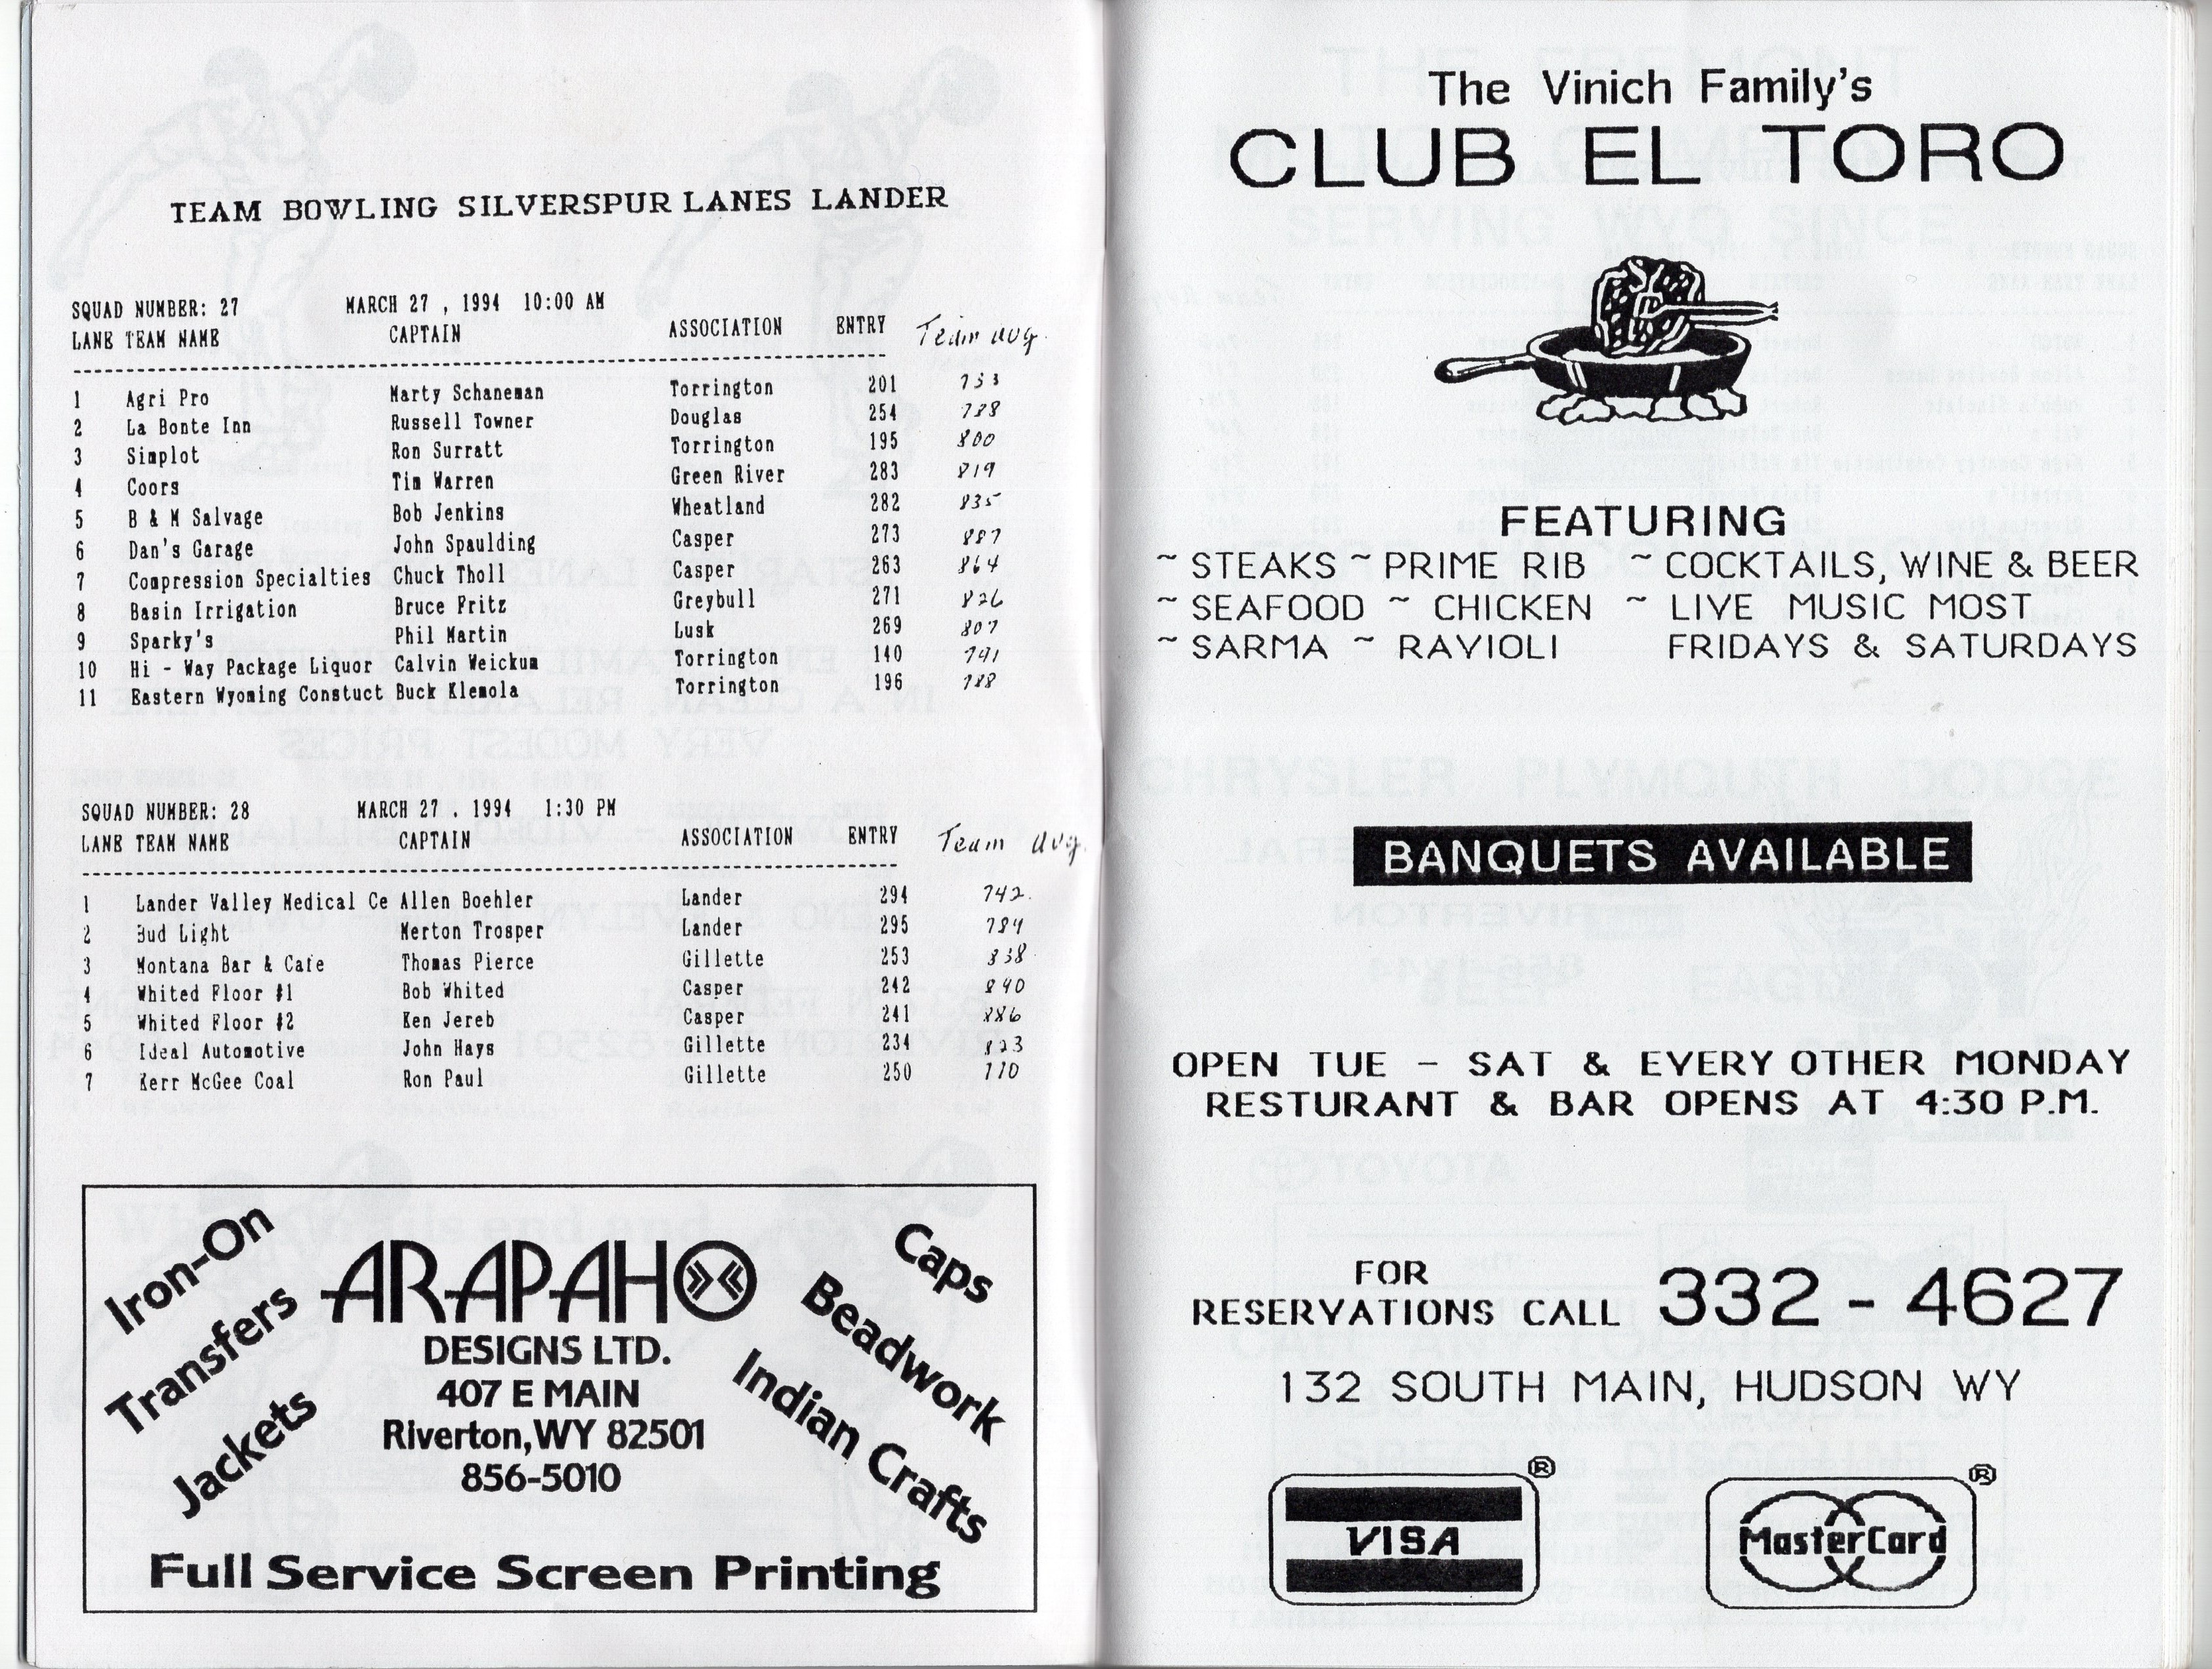 TEAM BOWLING SILVERSPUR LANES LANDER
SQUAD NUMBER: 27 MARCH 27 , 1994 10:00 AM
LANE TEAM NAME CAPTAIN ASSOCIATION ENTRY Team avg.
1 Agri Pro Marty Schaneman Torrington 201
2 La Bonte Inn Russell Towner Douglas 254
3 Simplot Ron Surratt Torrington 195 800
4 Coors Tim Warren Green River 283 819
5 B & M Salvage Bob Jenkins Wheatland 282 835
6 Dan's Garage John Spaulding Casper 273 887
7 Compression Specialties Chuck Tholl Casper 263 864
8 Basin Irrigation Bruce Fritz Greybull 271 826
9 Sparky's Phil Martin Lusk 269 807
10 Hi - Way Package Liquor Calvin Weickum Torrington 140
11 Eastern Wyoming Constuct Buck Klemola Torrington 196 788
SQUAD NUMBER: 28 MARCH 27 . 1994 1:30 PM
LANE TEAM NAME CAPTAIN ASSOCIATION ENTRY Team avg.
1 Lander Valley Medical Ce Allen Boehler Lander 294 742
2 Bud Light Merton Trosper Lander 295 784
3 Montana Bar & Cafe Thomas Pierce Gillette 253 838
4 Whited Floor #1 Bob Whited Casper 242 840
5 Whited Floor #2 Ken Jereb Casper 241 886
6 Ideal Automotive John Hays Gillette 234 823
7 Kerr McGee Coal Ron Paul Gillette 250
Iron-On
Transfers
Jackets
ARAPAHO
DESIGNS LTD.
407 E MAIN
Riverton,WY 82501
856-5010
Caps
Beadwork
Indian Crafts
Full Service Screen Printing
The Vinich Family's
CLUB EL TORO
FEATURING
~ STEAKS ~ PRIME RIB ~ COCKTAILS, WINE & BEER
~ SEAFOOD ~ CHICKEN ~ LIVE MUSIC MOST
~ SARMA ~ RAVIOLI FRIDAYS & SATURDAYS
BANQUETS AVAILABLE
OPEN TUE - SAT & EVERY OTHER MONDAY
RESTURANT & BAR OPENS AT 4:30 P.M.
FOR
RESERVATIONS CALL 332 - 4627
132 SOUTH MAIN, HUDSON WY
VISA ®
MasterCard ®